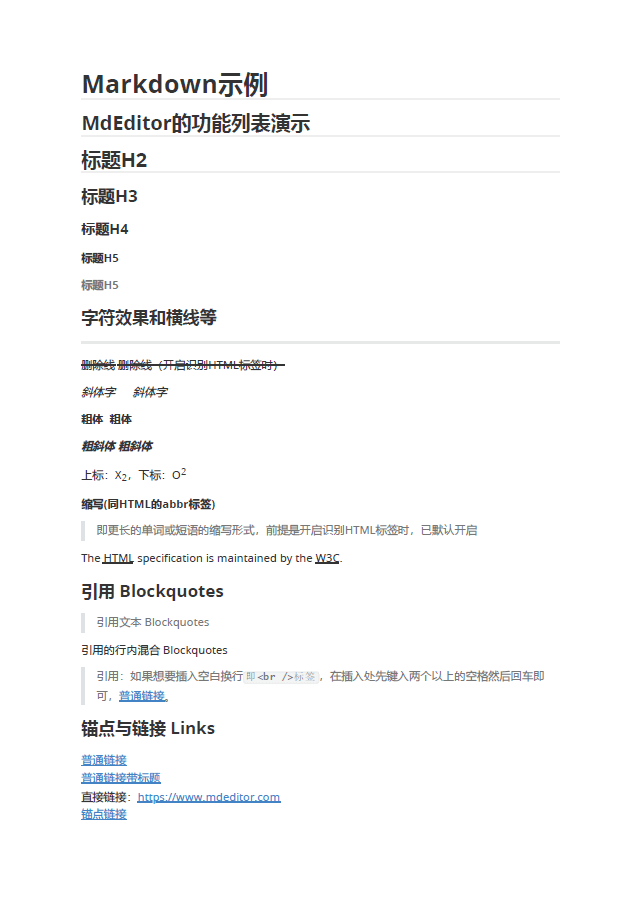 Markdown示例
MdEditor的功能列表演示
标题H2
标题H3
标题H4
标题H5
标题H5
字符效果和横线等
删除线 删除线（开启识别HTML标签时）
斜体字 斜体字
粗体 粗体
粗斜体 粗斜体
上标：X₂，下标：O²
缩写(同HTML的abbr标签)
即更长的单词或短语的缩写形式，前提是开启识别HTML标签时，已默认开启
The HTML specification is maintained by the W3C.
引用 Blockquotes
引用文本 Blockquotes
引用的行内混合 Blockquotes
引用：如果想要插入空白换行即<br />标签，在插入处先键入两个以上的空格然后回车即
可，普通链接。
锚点与链接 Links
普通链接
普通链接带标题
直接链接：https://www.mdeditor.com
锚点链接